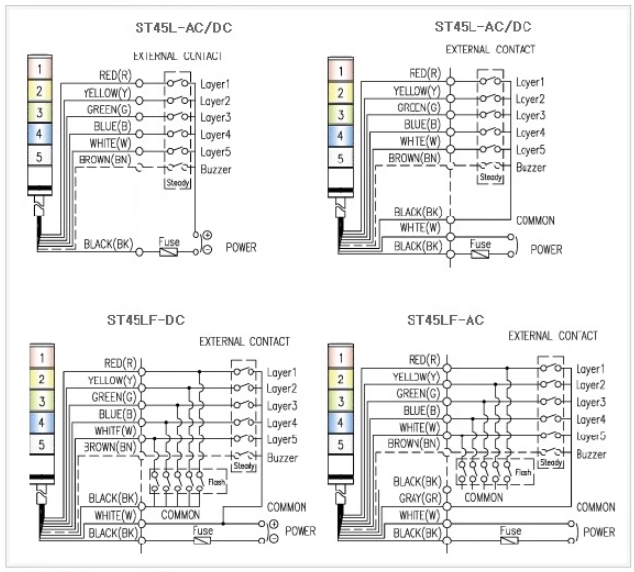 ST45L-AC/DC
EXTERNAL CONTACT
1
2
3
4
5
RED(R)
YELLOW(Y)
GREEN(G)
BLUE(B)
WHITE(W)
BROWN(BN)
Layer1
Layer2
Layer3
Layer4
Layer5
Buzzer
Steady
BLACK(BK)
Fuse
POWER
ST45L-AC/DC
EXTERNAL CONTACT
1
2
3
4
5
RED(R)
YELLOW(Y)
GREEN(G)
BLUE(B)
WHITE(W)
BROWN(BN)
Layer1
Layer2
Layer3
Layer4
Layer5
Buzzer
Steady
BLACK(BK)
COMMON
WHITE(W)
BLACK(BK)
Fuse
POWER
ST45LF-DC
EXTERNAL CONTACT
1
2
3
4
5
RED(R)
YELLOW(Y)
GREEN(G)
BLUE(B)
WHITE(W)
BROWN(BN)
Layer1
Layer2
Layer3
Layer4
Layer5
Buzzer
Steady
Flash
BLACK(BK)
COMMON
COMMON
WHITE(W)
BLACK(BK)
Fuse
POWER
ST45LF-AC
EXTERNAL CONTACT
1
2
3
4
5
RED(R)
YELLOW(Y)
GREEN(G)
BLUE(B)
WHITE(W)
BROWN(BN)
Layer1
Layer2
Layer3
Layer4
Layer5
Buzzer
Steady
Flash
BLACK(BK)
COMMON
GRAY(GR)
COMMON
WHITE(W)
BLACK(BK)
Fuse
POWER